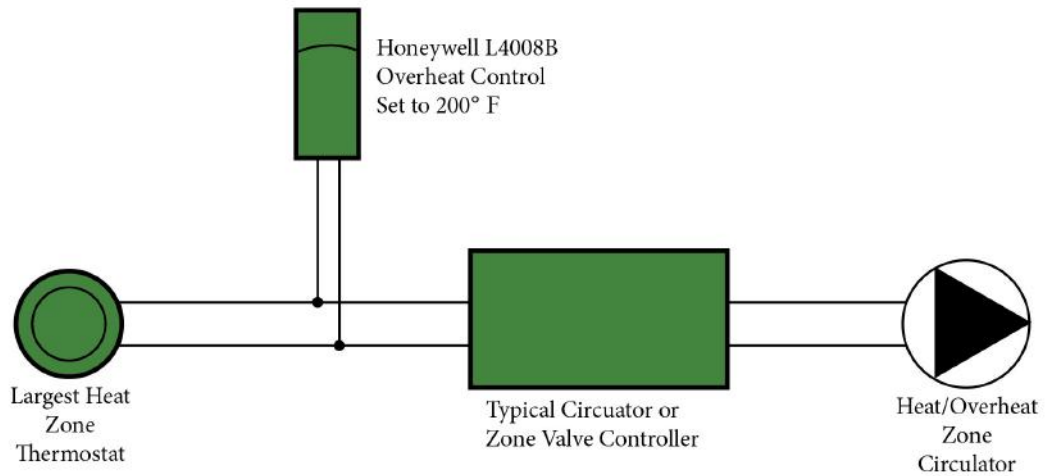 Honeywell L4008B
Overheat Control
Set to 200° F
Largest Heat
Zone
Thermostat
Typical Circuator or
Zone Valve Controller
Heat/Overheat
Zone
Circulator